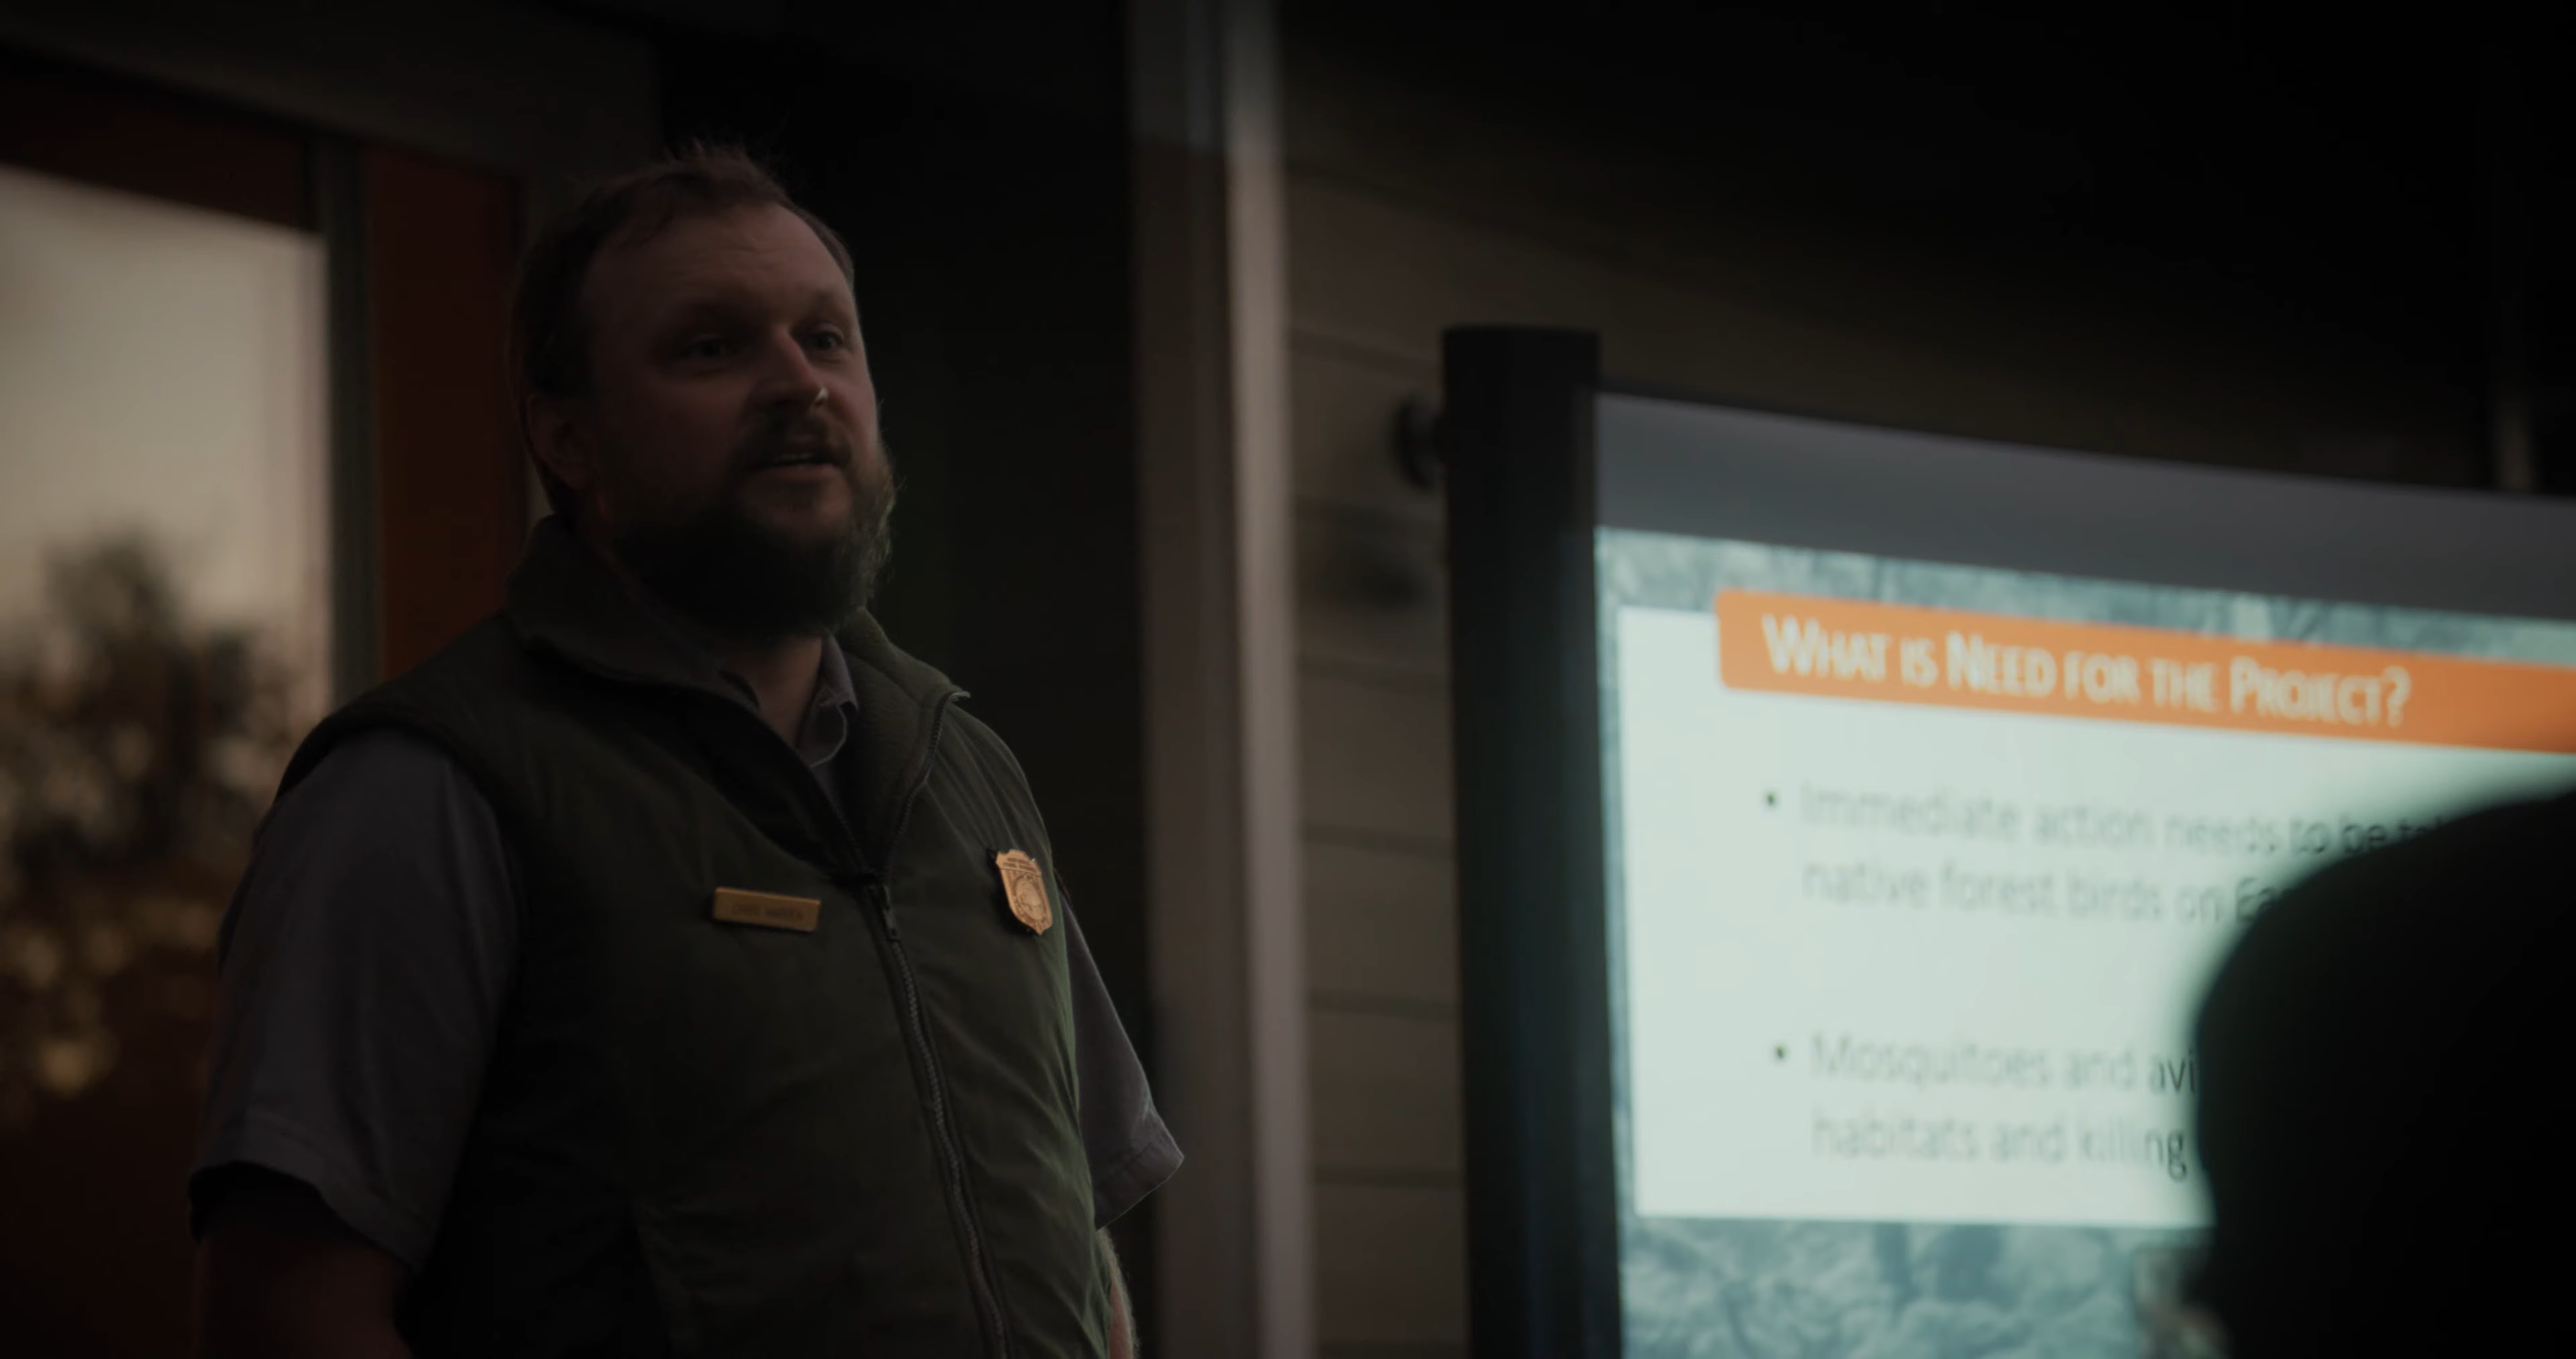 WHAT IS NEED FOR THE PROJECT?
• Immediate action needs to be
native forest birds on
• Mosquitoes and avi
habitats and killing